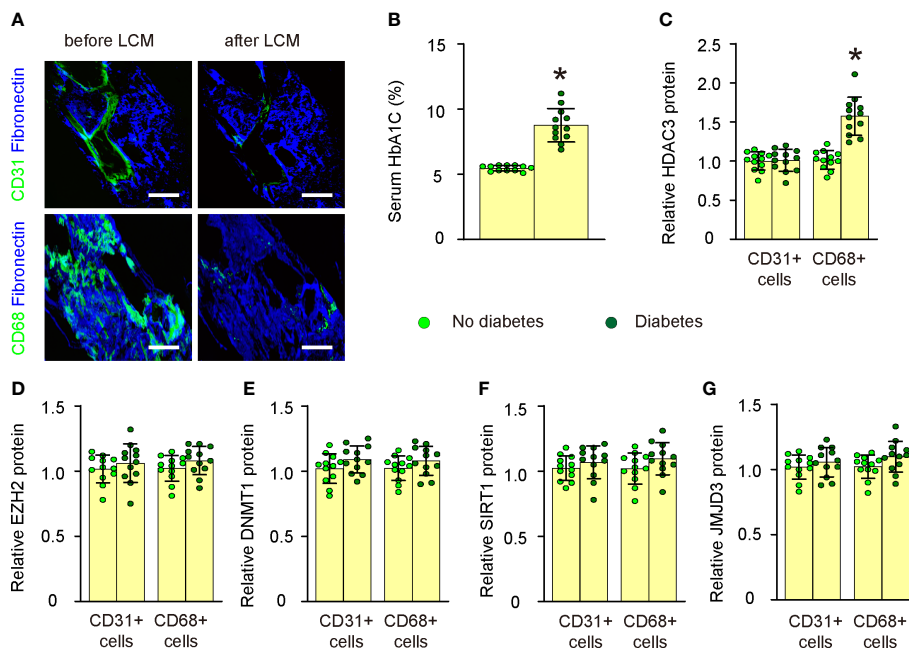 A
before LCM
after LCM
CD31 Fibronectin
CD68 Fibronectin
B
Serum HbA1C (%)
15
10
5
0
*
C
Relative HDAC3 protein
2.5
2.0
1.5
1.0
0.5
0
*
CD31+ CD68+
cells cells
No diabetes
Diabetes
D
Relative EZH2 protein
1.5
1.0
0.5
0
CD31+ CD68+
cells cells
E
Relative DNMT1 protein
1.5
1.0
0.5
0
CD31+ CD68+
cells cells
F
Relative SIRT1 protein
1.5
1.0
0.5
0
CD31+ CD68+
cells cells
G
Relative JMJD3 protein
1.5
1.0
0.5
0
CD31+ CD68+
cells cells